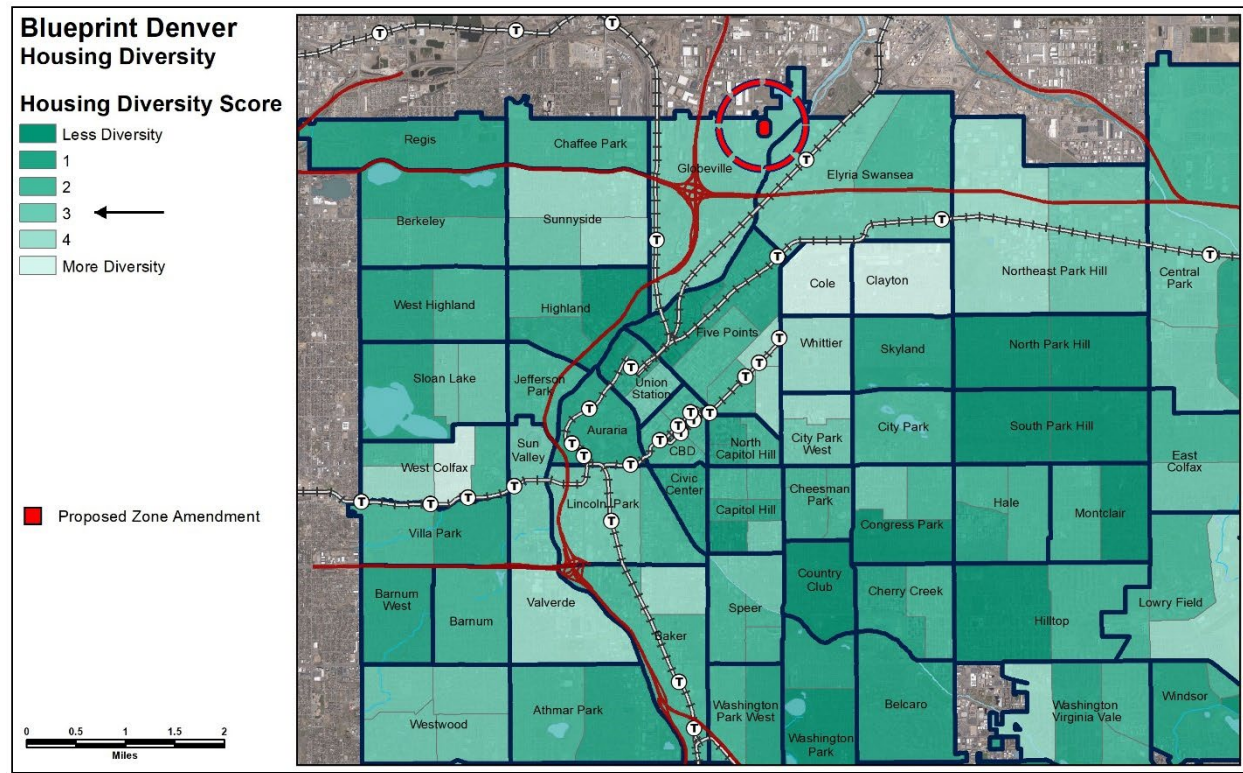 Blueprint Denver
Housing Diversity
Housing Diversity Score
Less Diversity
1
2
3
4
More Diversity
Proposed Zone Amendment
0 0.5 1 1.5 2
Miles
T T T
Regis
Chaffee Park
Globeville
T
Elyria Swansea
Berkeley
Sunnyside
T
T
T
T
Cole
Clayton
Northeast Park Hill
Central
Park
West Highland
Highland
Five Points
T
Whittier
Skyland
North Park Hill
T
T
T
Sloan Lake
Jefferson
Park
Union
Station
T
T
T
T
T
T
T
Auraria
T
T
T
CBD
North
Capitol Hill
City Park
West
City Park
South Park Hill
Sun
Valley
West Colfax
East
Colfax
T
T
T
T
Lincoln Park
Civic
Center
Capitol Hill
Cheesman
Park
Congress Park
Hale
Montclair
T
Villa Park
Barnum
West
Barnum
Valverde
Baker
Speer
Country
Club
Cherry Creek
Hilltop
Lowry Field
T
Westwood
Athmar Park
Washington
Park West
Washington
Park
Belcaro
Washington
Virginia Vale
Windsor
T